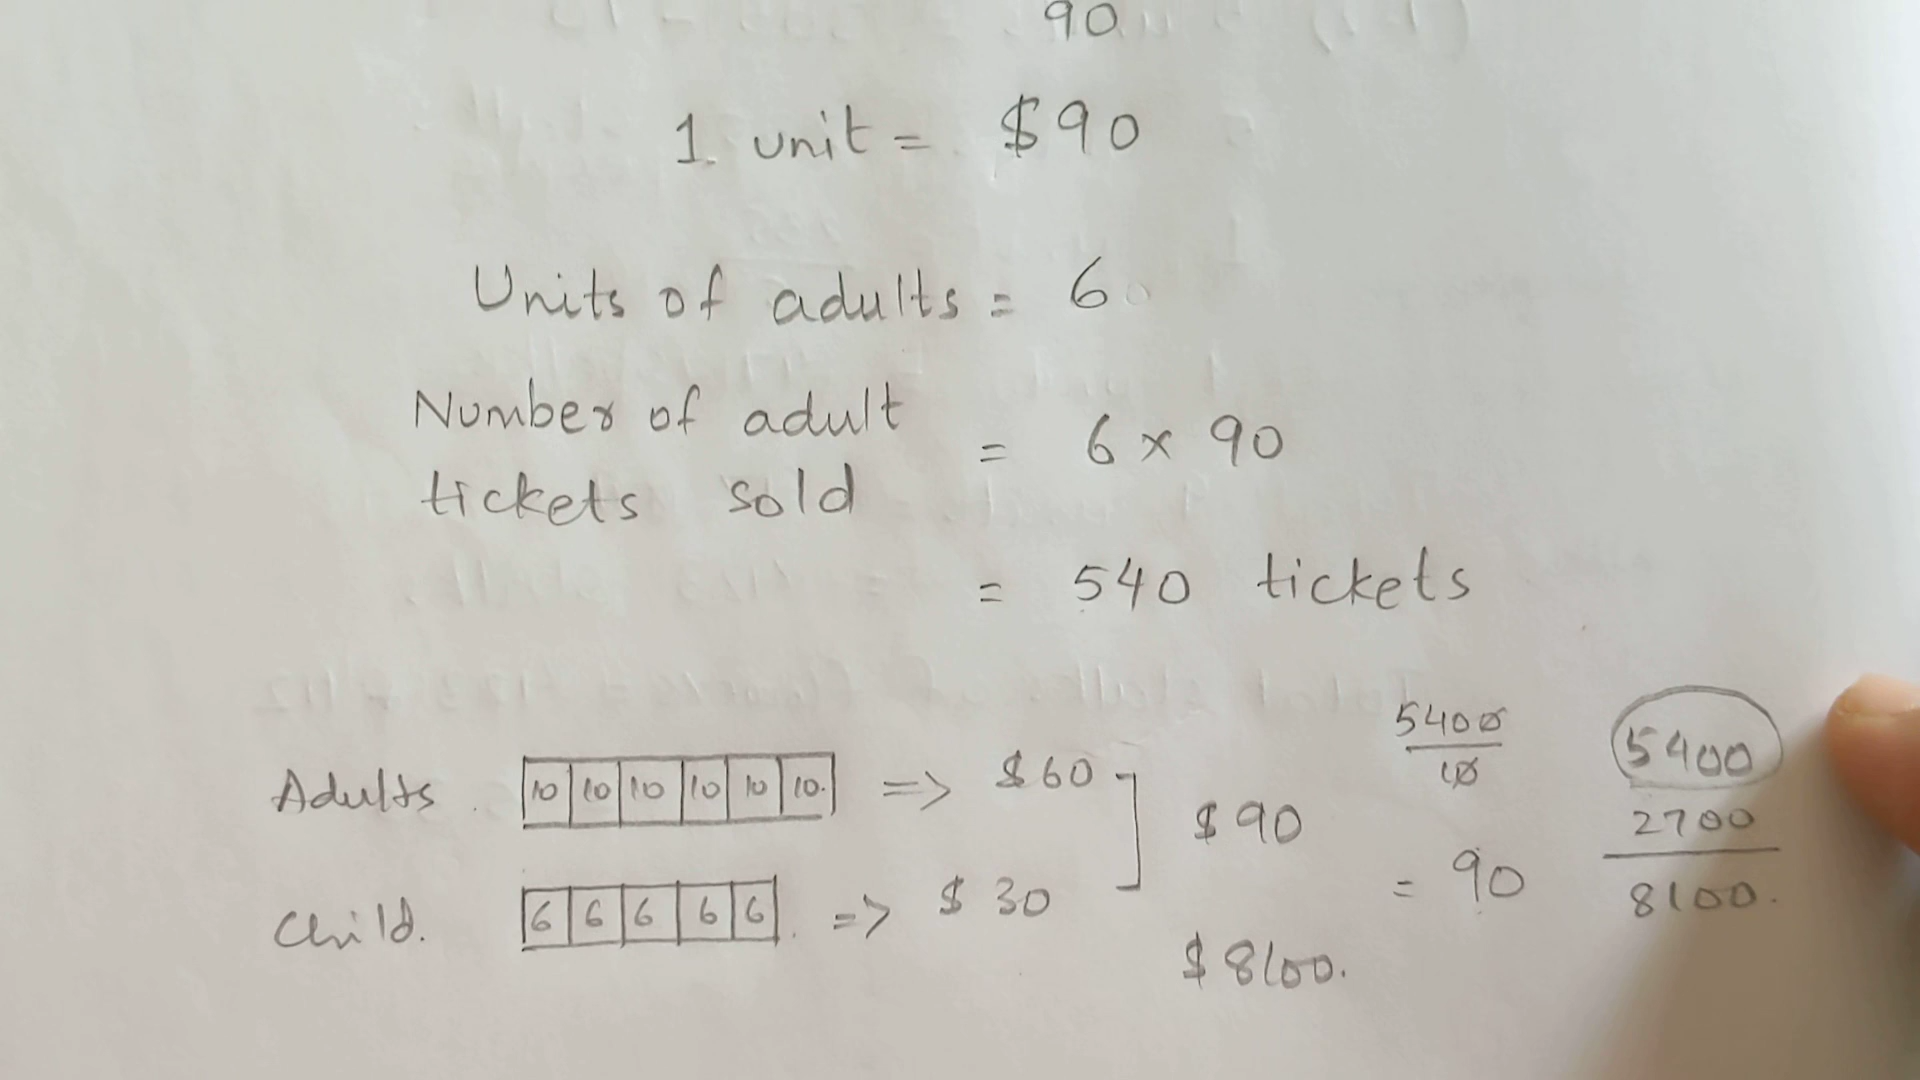 90
1 unit = $90
Units of adults = 6
Number of adult
tickets sold
= 6 x 90
= 540 tickets
Adults 10 10 10 10 10 10. => $60
Child. 6 6 6 6 6 => $30
$90
$8100.
5400
10
= 90
5400
2700
8100.